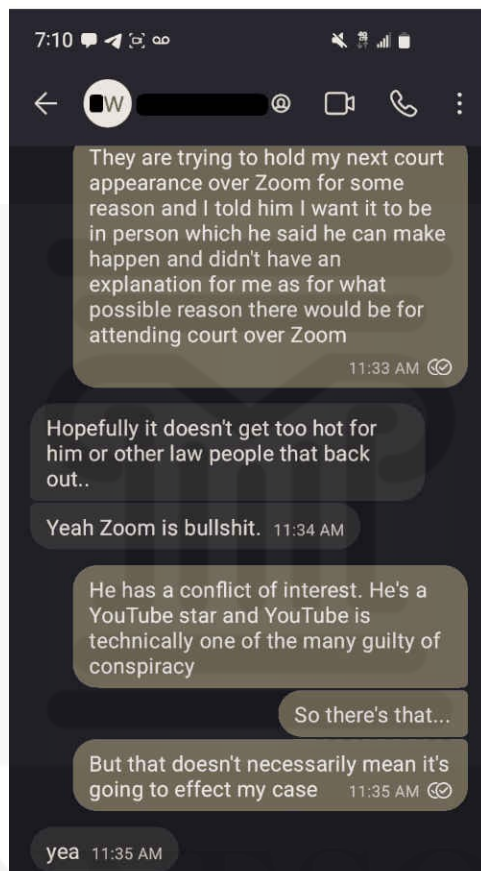 7:10
W
They are trying to hold my next court
appearance over Zoom for some
reason and I told him I want it to be
in person which he said he can make
happen and didn't have an
explanation for me as for what
possible reason there would be for
attending court over Zoom
11:33 AM
Hopefully it doesn't get too hot for
him or other law people that back
out..
Yeah Zoom is bullshit. 11:34 AM
He has a conflict of interest. He's a
YouTube star and YouTube is
technically one of the many guilty of
conspiracy
So there's that...
But that doesn't necessarily mean it's
going to effect my case 11:35 AM
yea 11:35 AM